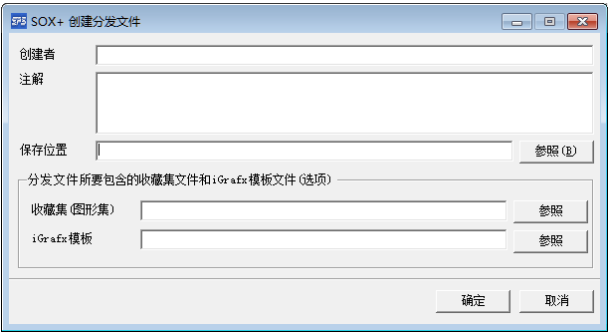 SOX+ 创建分发文件
创建者
注解
保存位置
参照(B)
分发文件所要包含的收藏集文件和iGrafx模板文件(选项)
收藏集(图形集)
参照
iGrafx模板
参照
确定
取消